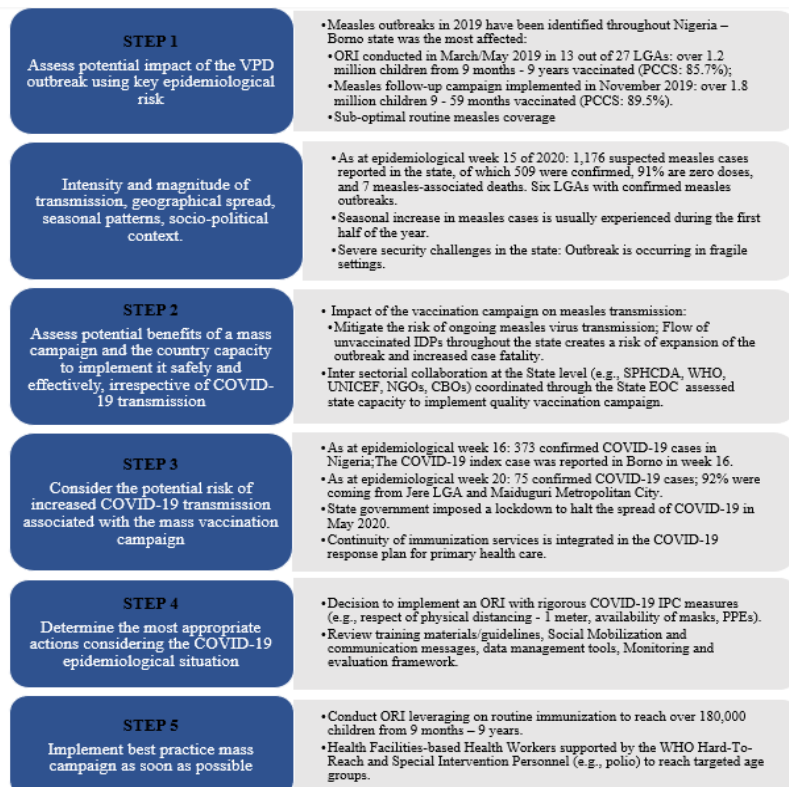 STEP 1
Assess potential impact of the VPD
outbreak using key epidemiological
risk
•Measles outbreaks in 2019 have been identified throughout Nigeria –
Borno state was the most affected:
•ORI conducted in March/May 2019 in 13 out of 27 LGAs: over 1.2
million children from 9 months - 9 years vaccinated (PCCS: 85.7%);
•Measles follow-up campaign implemented in November 2019: over 1.8
million children 9 - 59 months vaccinated (PCCS: 89.5%).
•Sub-optimal routine measles coverage
Intensity and magnitude of
transmission, geographical spread,
seasonal patterns, socio-political
context.
•As at epidemiological week 15 of 2020: 1,176 suspected measles cases
reported in the state, of which 509 were confirmed, 91% are zero doses,
and 7 measles-associated deaths. Six LGAs with confirmed measles
outbreaks.
•Seasonal increase in measles cases is usually experienced during the first
half of the year.
•Severe security challenges in the state: Outbreak is occurring in fragile
settings.
STEP 2
Assess potential benefits of a mass
campaign and the country capacity
to implement it safely and
effectively, irrespective of COVID-
19 transmission
• Impact of the vaccination campaign on measles transmission:
•Mitigate the risk of ongoing measles virus transmission; Flow of
unvaccinated IDPs throughout the state creates a risk of expansion of the
outbreak and increased case fatality.
•Inter sectorial collaboration at the State level (e.g., SPHCDA, WHO,
UNICEF, NGOs, CBOs) coordinated through the State EOC assessed
state capacity to implement quality vaccination campaign.
STEP 3
Consider the potential risk of
increased COVID-19 transmission
associated with the mass vaccination
campaign
•As at epidemiological week 16: 373 confirmed COVID-19 cases in
Nigeria;The COVID-19 index case was reported in Borno in week 16.
•As at epidemiological week 20: 75 confirmed COVID-19 cases; 92% were
coming from Jere LGA and Maiduguri Metropolitan City.
•State government imposed a lockdown to halt the spread of COVID-19 in
May 2020.
•Continuity of immunization services is integrated in the COVID-19
response plan for primary health care.
STEP 4
Determine the most appropriate
actions considering the COVID-19
epidemiological situation
•Decision to implement an ORI with rigorous COVID-19 IPC measures
(e.g., respect of physical distancing - 1 meter, availability of masks, PPEs).
•Review training materials/guidelines, Social Mobilization and
communication messages, data management tools, Monitoring and
evaluation framework.
STEP 5
Implement best practice mass
campaign as soon as possible
•Conduct ORI leveraging on routine immunization to reach over 180,000
children from 9 months – 9 years.
•Health Facilities-based Health Workers supported by the WHO Hard-To-
Reach and Special Intervention Personnel (e.g., polio) to reach targeted age
groups.